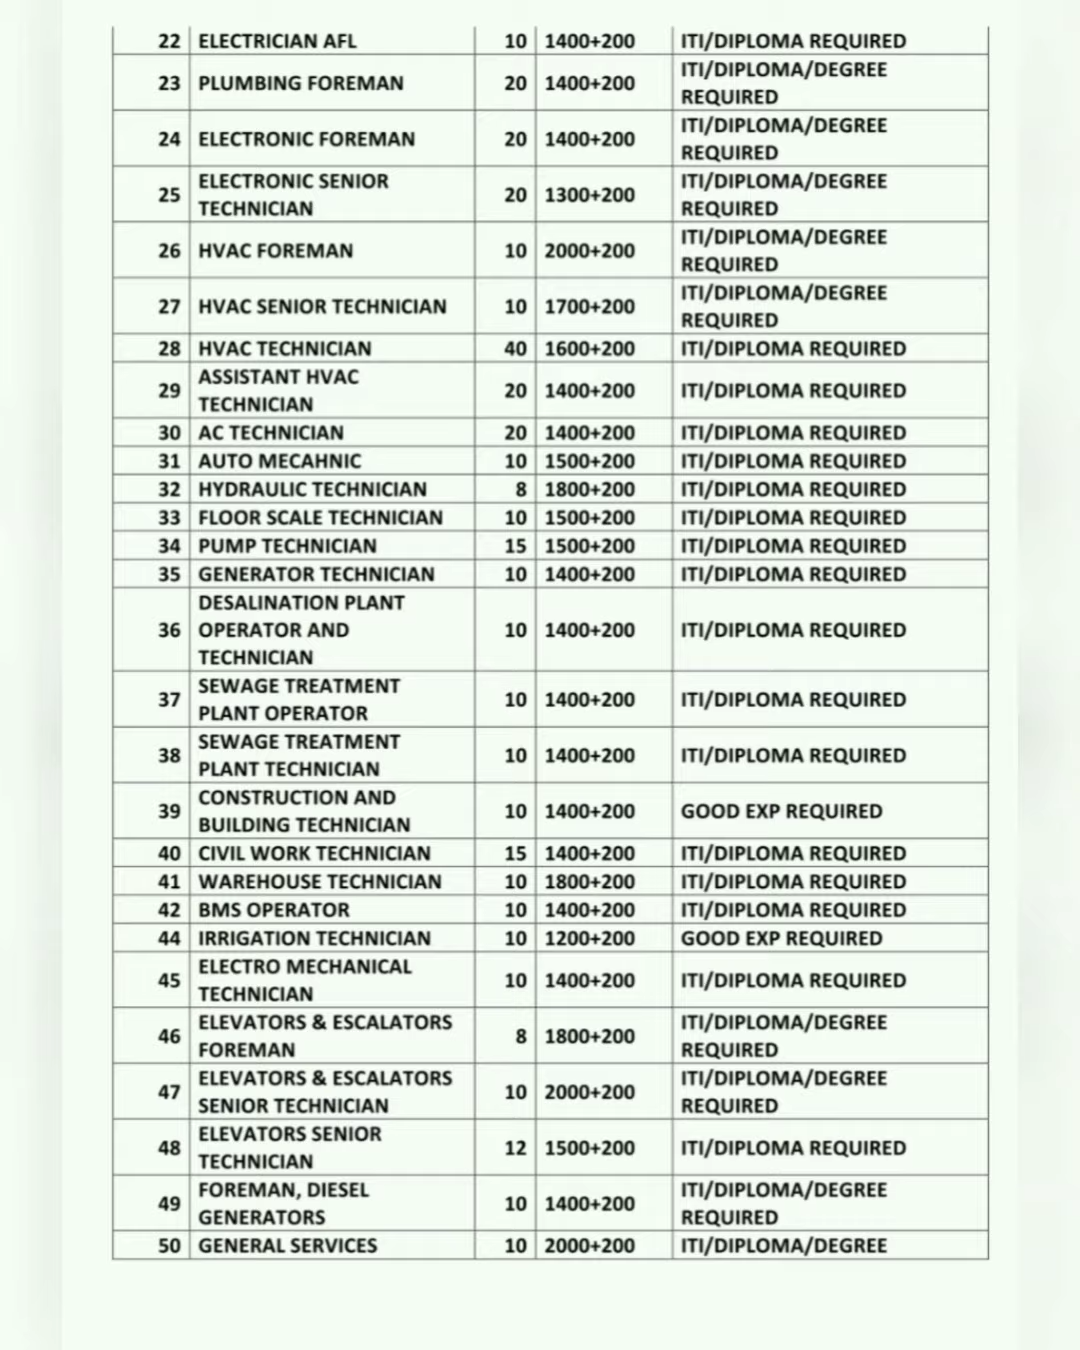 22 ELECTRICIAN AFL 10 1400+200 ITI/DIPLOMA REQUIRED
23 PLUMBING FOREMAN 20 1400+200 ITI/DIPLOMA/DEGREE
REQUIRED
24 ELECTRONIC FOREMAN 20 1400+200 ITI/DIPLOMA/DEGREE
REQUIRED
25 ELECTRONIC SENIOR
TECHNICIAN 20 1300+200 ITI/DIPLOMA/DEGREE
REQUIRED
26 HVAC FOREMAN 10 2000+200 ITI/DIPLOMA/DEGREE
REQUIRED
27 HVAC SENIOR TECHNICIAN 10 1700+200 ITI/DIPLOMA/DEGREE
REQUIRED
28 HVAC TECHNICIAN 40 1600+200 ITI/DIPLOMA REQUIRED
29 ASSISTANT HVAC
TECHNICIAN 20 1400+200 ITI/DIPLOMA REQUIRED
30 AC TECHNICIAN 20 1400+200 ITI/DIPLOMA REQUIRED
31 AUTO MECAHNIC 10 1500+200 ITI/DIPLOMA REQUIRED
32 HYDRAULIC TECHNICIAN 8 1800+200 ITI/DIPLOMA REQUIRED
33 FLOOR SCALE TECHNICIAN 10 1500+200 ITI/DIPLOMA REQUIRED
34 PUMP TECHNICIAN 15 1500+200 ITI/DIPLOMA REQUIRED
35 GENERATOR TECHNICIAN 10 1400+200 ITI/DIPLOMA REQUIRED
36 DESALINATION PLANT
OPERATOR AND
TECHNICIAN 10 1400+200 ITI/DIPLOMA REQUIRED
37 SEWAGE TREATMENT
PLANT OPERATOR 10 1400+200 ITI/DIPLOMA REQUIRED
38 SEWAGE TREATMENT
PLANT TECHNICIAN 10 1400+200 ITI/DIPLOMA REQUIRED
39 CONSTRUCTION AND
BUILDING TECHNICIAN 10 1400+200 GOOD EXP REQUIRED
40 CIVIL WORK TECHNICIAN 15 1400+200 ITI/DIPLOMA REQUIRED
41 WAREHOUSE TECHNICIAN 10 1800+200 ITI/DIPLOMA REQUIRED
42 BMS OPERATOR 10 1400+200 ITI/DIPLOMA REQUIRED
44 IRRIGATION TECHNICIAN 10 1200+200 GOOD EXP REQUIRED
45 ELECTRO MECHANICAL
TECHNICIAN 10 1400+200 ITI/DIPLOMA REQUIRED
46 ELEVATORS & ESCALATORS
FOREMAN 8 1800+200 ITI/DIPLOMA/DEGREE
REQUIRED
47 ELEVATORS & ESCALATORS
SENIOR TECHNICIAN 10 2000+200 ITI/DIPLOMA/DEGREE
REQUIRED
48 ELEVATORS SENIOR
TECHNICIAN 12 1500+200 ITI/DIPLOMA REQUIRED
49 FOREMAN, DIESEL
GENERATORS 10 1400+200 ITI/DIPLOMA/DEGREE
REQUIRED
50 GENERAL SERVICES 10 2000+200 ITI/DIPLOMA/DEGREE